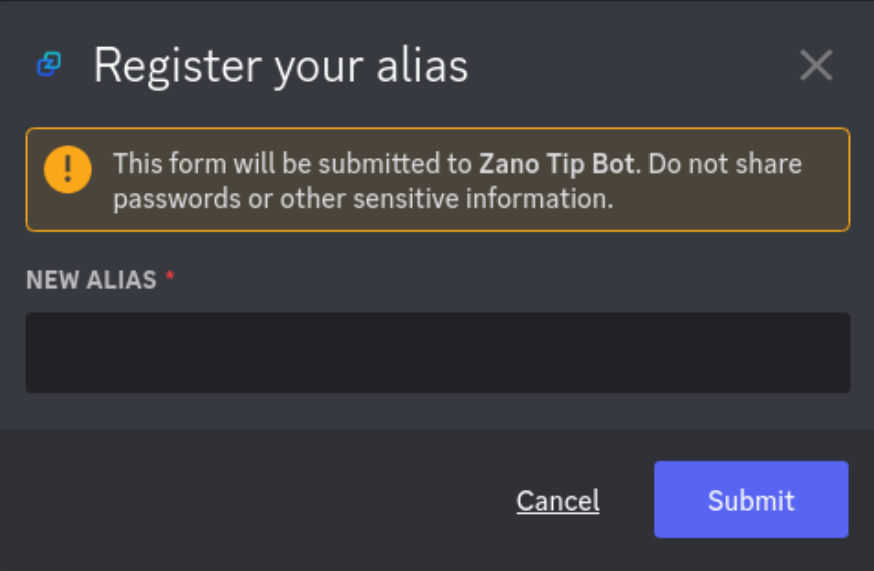 Register your alias
This form will be submitted to Zano Tip Bot. Do not share
passwords or other sensitive information.
NEW ALIAS *
Cancel
Submit